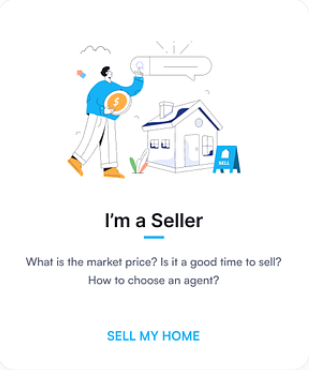 $
SELL
I'm a Seller
What is the market price? Is it a good time to sell?
How to choose an agent?
SELL MY HOME